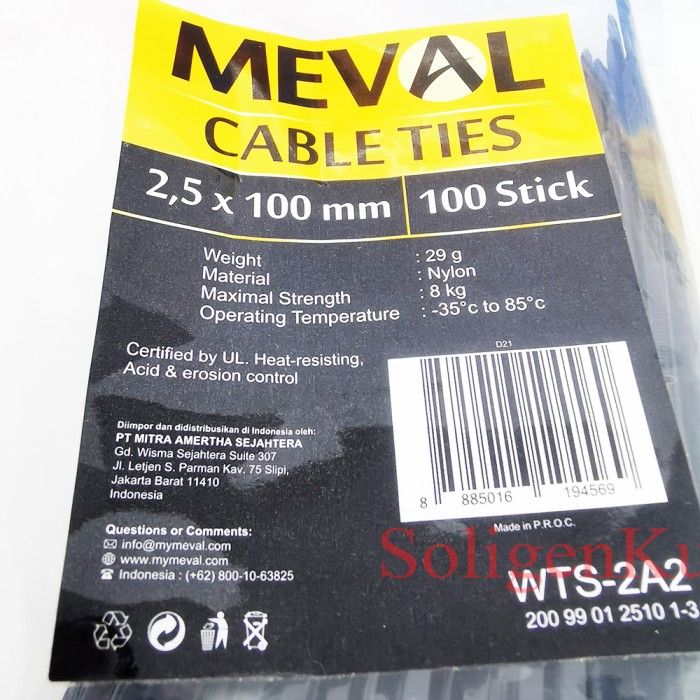 MEVAL
CABLE TIES
2,5 x 100 mm 100 Stick
Weight : 29 g
Material : Nylon
Maximal Strength : 8 kg
Operating Temperature : -35°c to 85°c
Certified by UL. Heat-resisting,
Acid & erosion control
D21
8 885016 194569
Made in P.R.O.C.
Diimpor dan didistribusikan di Indonesia oleh:
PT MITRA AMERTHA SEJAHTERA
Gd. Wisma Sejahtera Suite 307
Jl. Letjen S. Parman Kav. 75 Slipi,
Jakarta Barat 11410
Indonesia
Questions or Comments:
info@mymeval.com
www.mymeval.com
Indonesia : (+62) 800-10-63825
SoligenKu
WTS-2A2
200 99 01 2510 1-3
2